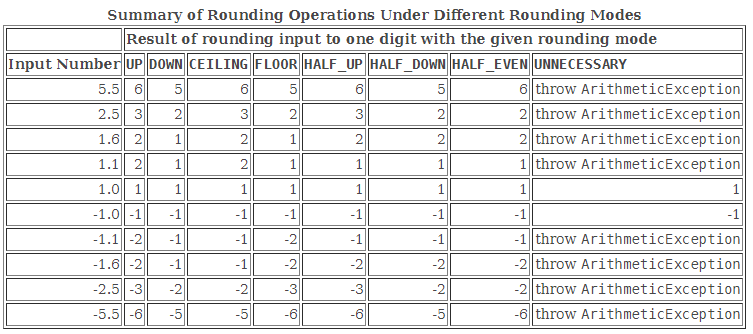 Summary of Rounding Operations Under Different Rounding Modes
Result of rounding input to one digit with the given rounding mode
Input Number UP DOWN CEILING FLOOR HALF_UP HALF_DOWN HALF_EVEN UNNECESSARY
5.5 6 5 6 5 6 5 6 throw ArithmeticException
2.5 3 2 3 2 3 2 2 throw ArithmeticException
1.6 2 1 2 1 2 2 2 throw ArithmeticException
1.1 2 1 2 1 1 1 1 throw ArithmeticException
1.0 1 1 1 1 1 1 1 1
-1.0 -1 -1 -1 -1 -1 -1 -1 -1
-1.1 -2 -1 -1 -2 -1 -1 -1 throw ArithmeticException
-1.6 -2 -1 -1 -2 -2 -2 -2 throw ArithmeticException
-2.5 -3 -2 -2 -3 -3 -2 -2 throw ArithmeticException
-5.5 -6 -5 -5 -6 -6 -5 -6 throw ArithmeticException